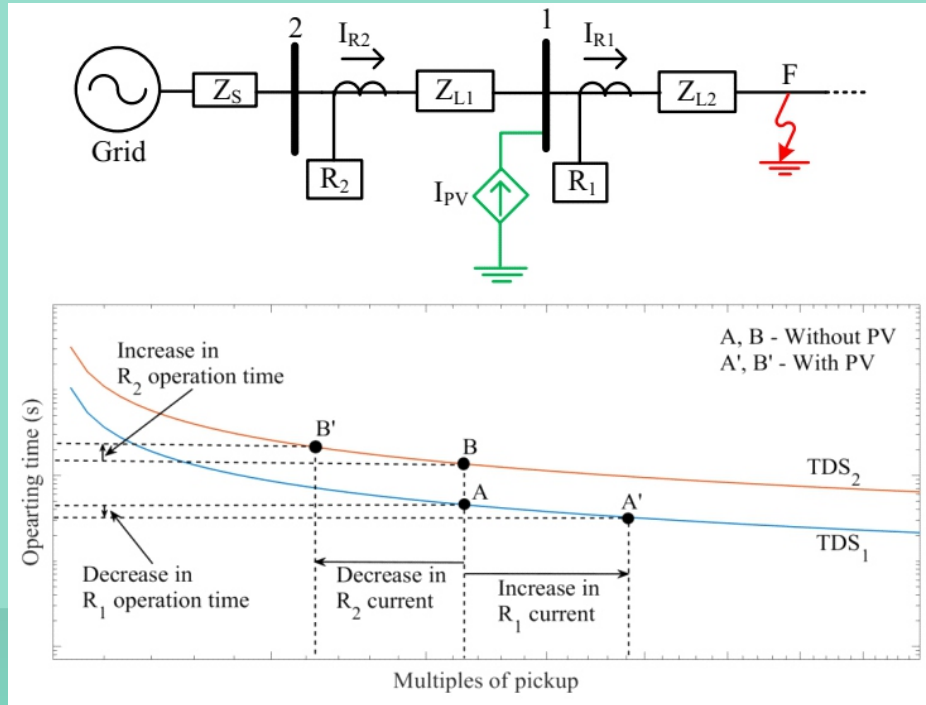 2
1
I_R2
I_R1
F
Z_S
Z_L1
Z_L2
Grid
R_2
R_1
I_PV
A, B - Without PV
A', B' - With PV
Increase in
R_2 operation time
B'
B
A
A'
TDS_2
TDS_1
Decrease in
R_1 operation time
Decrease in
R_2 current
Increase in
R_1 current
Opearting time (s)
Multiples of pickup